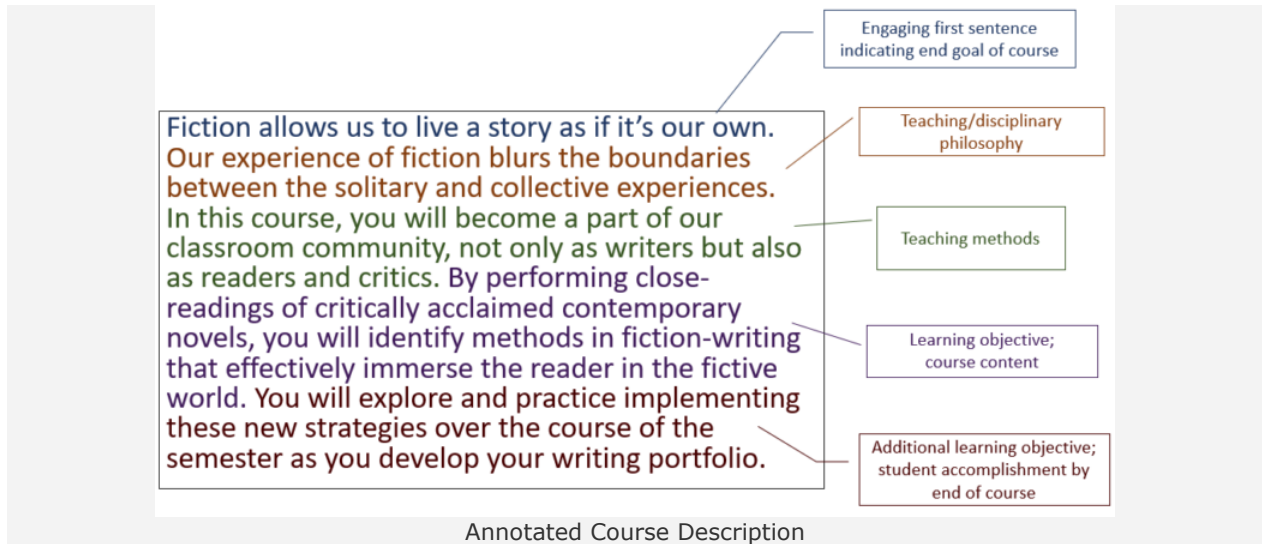 Engaging first sentence
indicating end goal of course
Fiction allows us to live a story as if it's our own.
Our experience of fiction blurs the boundaries
between the solitary and collective experiences.
In this course, you will become a part of our
classroom community, not only as writers but also
as readers and critics. By performing close-
readings of critically acclaimed contemporary
novels, you will identify methods in fiction-writing
that effectively immerse the reader in the fictive
world. You will explore and practice implementing
these new strategies over the course of the
semester as you develop your writing portfolio.
Teaching/disciplinary
philosophy
Teaching methods
Learning objective;
course content
Additional learning objective;
student accomplishment by
end of course
Annotated Course Description